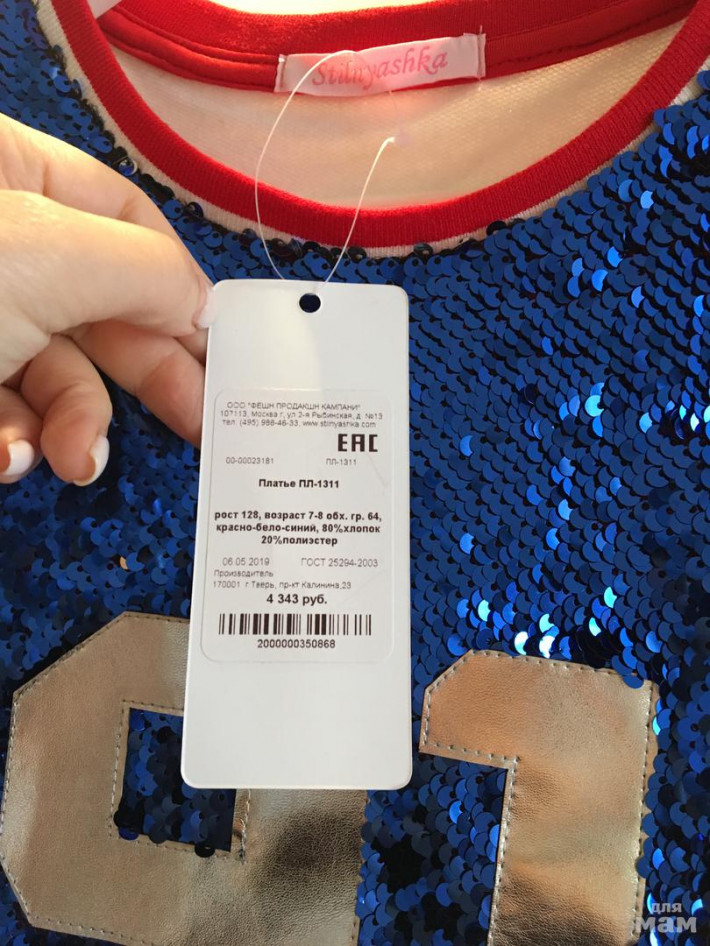 Stilnyashka
ООО "ФЕШН ПРОДАКШН КАМПАНИ"
107113, Москва г, ул 3-я Рыбинская, д. №13
тел: (495) 988-46-33, www.stilnyashka.com
ЕАС
00-00023181 ПЛ-1311
Платье ПЛ-1311
рост 128, возраст 7-8 обх. гр. 64,
красно-бело-синий, 80%хлопок
20%полиэстер
06.05.2019 ГОСТ 25294-2003
Производитель
170001 г.Тверь, пр-кт Калинина,23
4 343 руб.
2000000350868
91
для
мам